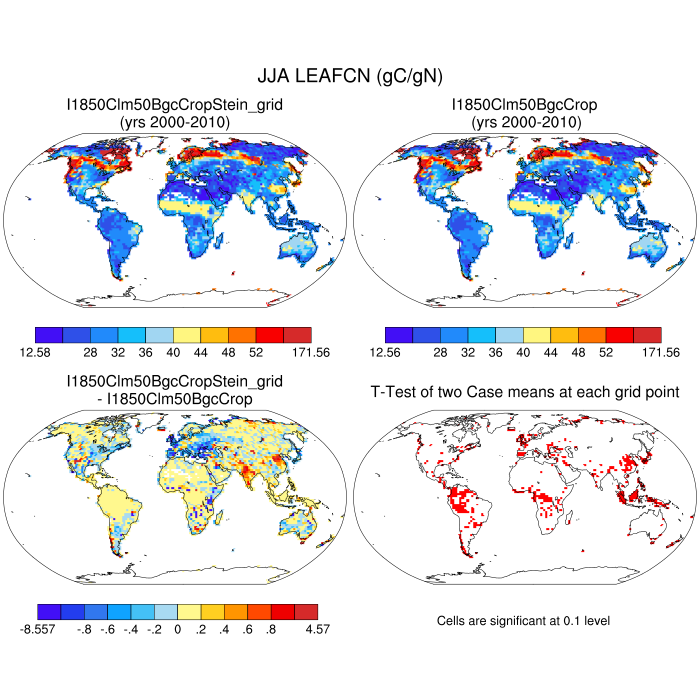 JJA LEAFCN (gC/gN)
I1850Clm50BgcCropStein_grid
(yrs 2000-2010)
I1850Clm50BgcCrop
(yrs 2000-2010)
12.58 28 32 36 40 44 48 52 171.56
12.56 28 32 36 40 44 48 52 171.56
I1850Clm50BgcCropStein_grid
- I1850Clm50BgcCrop
T-Test of two Case means at each grid point
-8.557 -.8 -.6 -.4 -.2 0 .2 .4 .6 .8 4.57
Cells are significant at 0.1 level